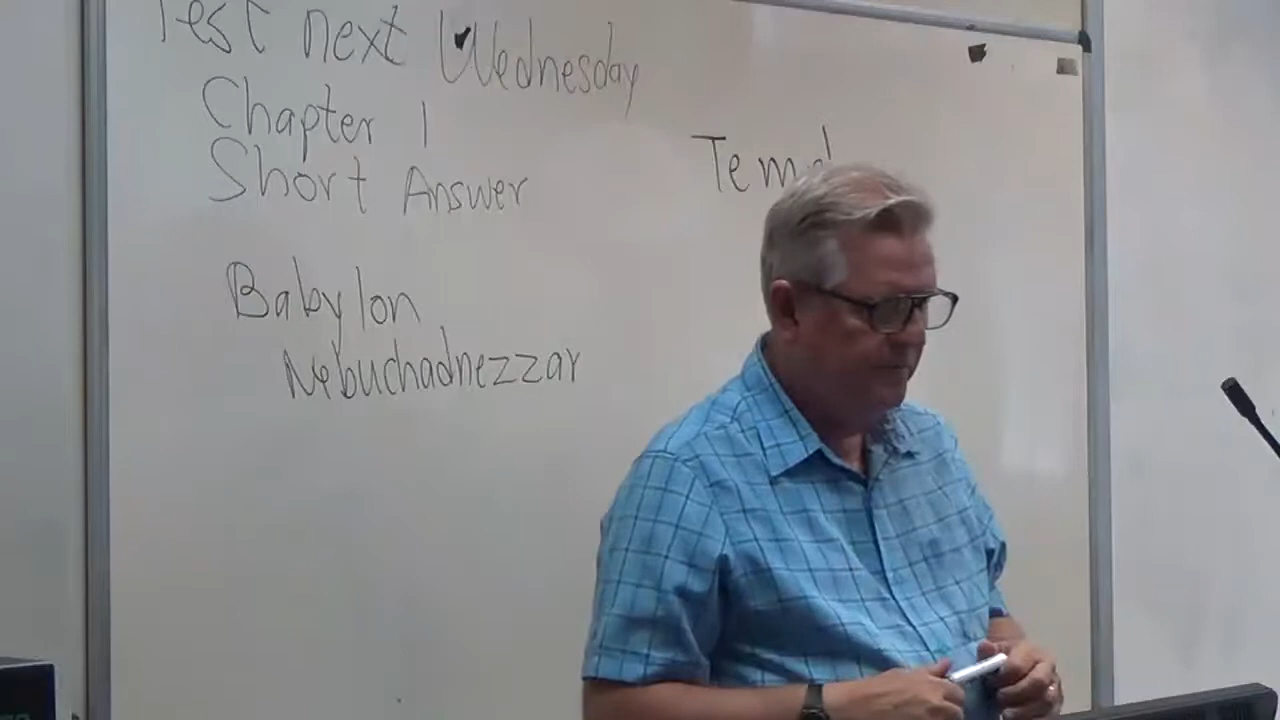 Test next Wednesday
Chapter 1
Short Answer
Babylon
Nebuchadnezzar